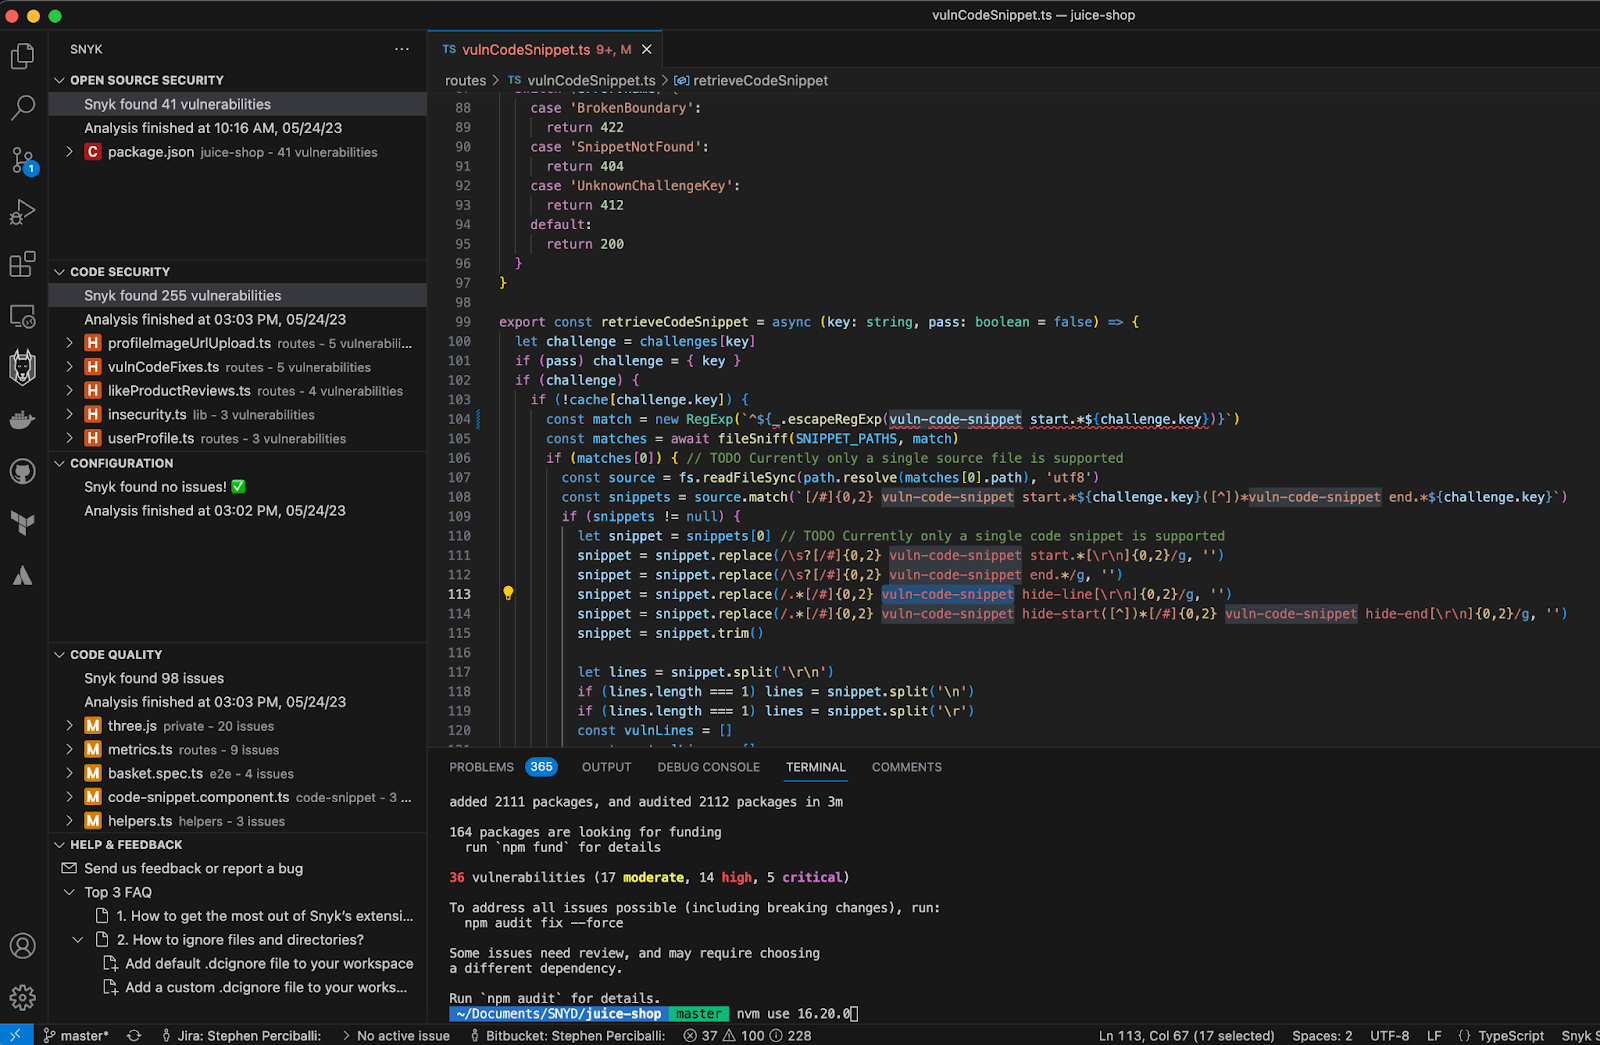 vulnCodeSnippet.ts — juice-shop
SNYK
OPEN SOURCE SECURITY
Snyk found 41 vulnerabilities
Analysis finished at 10:16 AM, 05/24/23
C package.json juice-shop - 41 vulnerabilities
CODE SECURITY
Snyk found 255 vulnerabilities
Analysis finished at 03:03 PM, 05/24/23
H profileImageUrlUpload.ts routes - 5 vulnerabili...
H vulnCodeFixes.ts routes - 5 vulnerabilities
H likeProductReviews.ts routes - 4 vulnerabilities
H insecurity.ts lib - 3 vulnerabilities
H userProfile.ts routes - 3 vulnerabilities
CONFIGURATION
Snyk found no issues! ✅
Analysis finished at 03:02 PM, 05/24/23
CODE QUALITY
Snyk found 98 issues
Analysis finished at 03:03 PM, 05/24/23
M three.js private - 20 issues
M metrics.ts routes - 9 issues
M basket.spec.ts e2e - 4 issues
M code-snippet.component.ts code-snippet - 3 ...
M helpers.ts helpers - 3 issues
HELP & FEEDBACK
Send us feedback or report a bug
Top 3 FAQ
1. How to get the most out of Snyk's extensi...
2. How to ignore files and directories?
Add default .dcignore file to your workspace
Add a custom .dcignore file to your works...
1
TS vulnCodeSnippet.ts 9+, M
routes > TS vulnCodeSnippet.ts > retrieveCodeSnippet
88 case 'BrokenBoundary':
89 return 422
90 case 'SnippetNotFound':
91 return 404
92 case 'UnknownChallengeKey':
93 return 412
94 default:
95 return 200
96 }
97 }
98
99 export const retrieveCodeSnippet = async (key: string, pass: boolean = false) => {
100 let challenge = challenges[key]
101 if (pass) challenge = { key }
102 if (challenge) {
103 if (!cache[challenge.key]) {
104 const match = new RegExp(`^${_.escapeRegExp(vuln-code-snippet start.*${challenge.key})}`)
105 const matches = await fileSniff(SNIPPET_PATHS, match)
106 if (matches[0]) { // TODO Currently only a single source file is supported
107 const source = fs.readFileSync(path.resolve(matches[0].path), 'utf8')
108 const snippets = source.match(`[/#]{0,2} vuln-code-snippet start.*${challenge.key}([^])*vuln-code-snippet end.*${challenge.key}`)
109 if (snippets != null) {
110 let snippet = snippets[0] // TODO Currently only a single code snippet is supported
111 snippet = snippet.replace(/\s?[/#]{0,2} vuln-code-snippet start.*[\r\n]{0,2}/g, '')
112 snippet = snippet.replace(/\s?[/#]{0,2} vuln-code-snippet end.*/g, '')
113 snippet = snippet.replace(/.*[/#]{0,2} vuln-code-snippet hide-line[\r\n]{0,2}/g, '')
114 snippet = snippet.replace(/.*[/#]{0,2} vuln-code-snippet hide-start([^])*[/#]{0,2} vuln-code-snippet hide-end[\r\n]{0,2}/g, '')
115 snippet = snippet.trim()
116
117 let lines = snippet.split('\r\n')
118 if (lines.length === 1) lines = snippet.split('\n')
119 if (lines.length === 1) lines = snippet.split('\r')
120 const vulnLines = []
PROBLEMS 365 OUTPUT DEBUG CONSOLE TERMINAL COMMENTS
added 2111 packages, and audited 2112 packages in 3m
164 packages are looking for funding
run `npm fund` for details
36 vulnerabilities (17 moderate, 14 high, 5 critical)
To address all issues possible (including breaking changes), run:
npm audit fix --force
Some issues need review, and may require choosing
a different dependency.
Run `npm audit` for details.
~/Documents/SNYD/juice-shop master nvm use 16.20.0
master* Jira: Stephen Perciballi: No active issue Bitbucket: Stephen Perciballi: 37 100 228 Ln 113, Col 67 (17 selected) Spaces: 2 UTF-8 LF {} TypeScript Snyk S